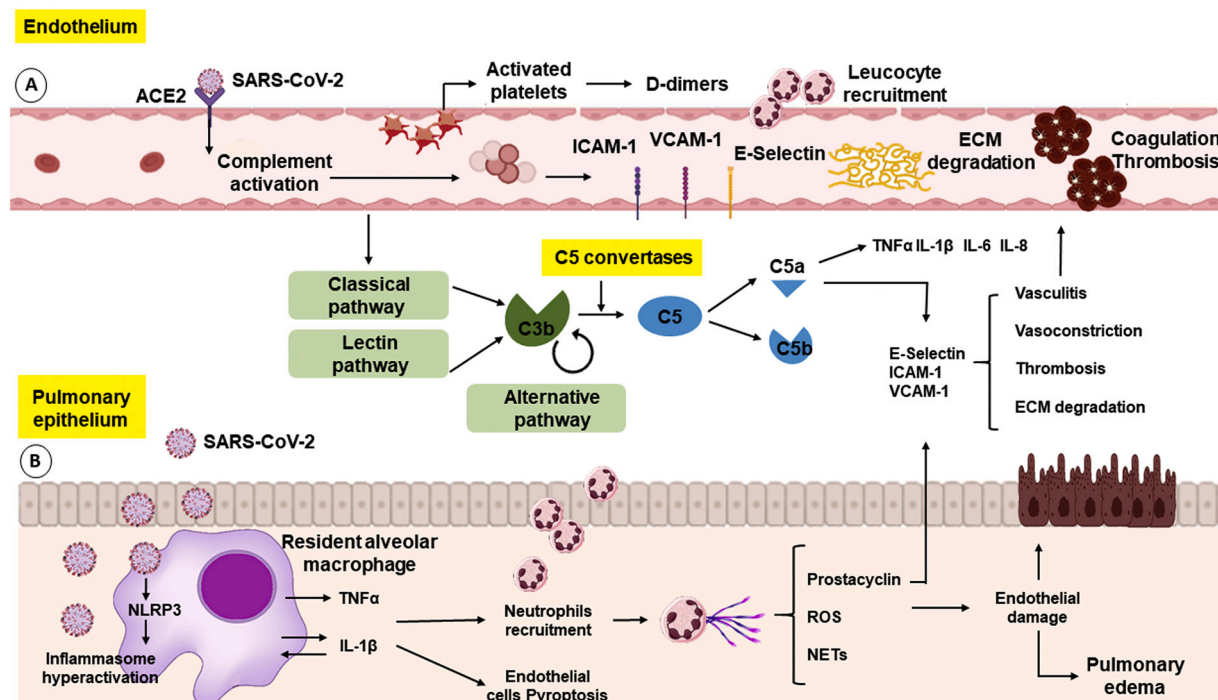 Endothelium
A
SARS-CoV-2
ACE2
Activated
platelets
D-dimers
Leucocyte
recruitment
Complement
activation
ICAM-1
VCAM-1
E-Selectin
ECM
degradation
Coagulation
Thrombosis
Classical
pathway
Lectin
pathway
C3b
Alternative
pathway
C5 convertases
C5
C5a
C5b
TNFα IL-1β IL-6 IL-8
E-Selectin
ICAM-1
VCAM-1
Vasculitis
Vasoconstriction
Thrombosis
ECM degradation
Pulmonary
epithelium
B
SARS-CoV-2
Resident alveolar
macrophage
NLRP3
Inflammasome
hyperactivation
TNFα
IL-1β
Neutrophils
recruitment
Endothelial
cells Pyroptosis
Prostacyclin
ROS
NETs
Endothelial
damage
Pulmonary
edema